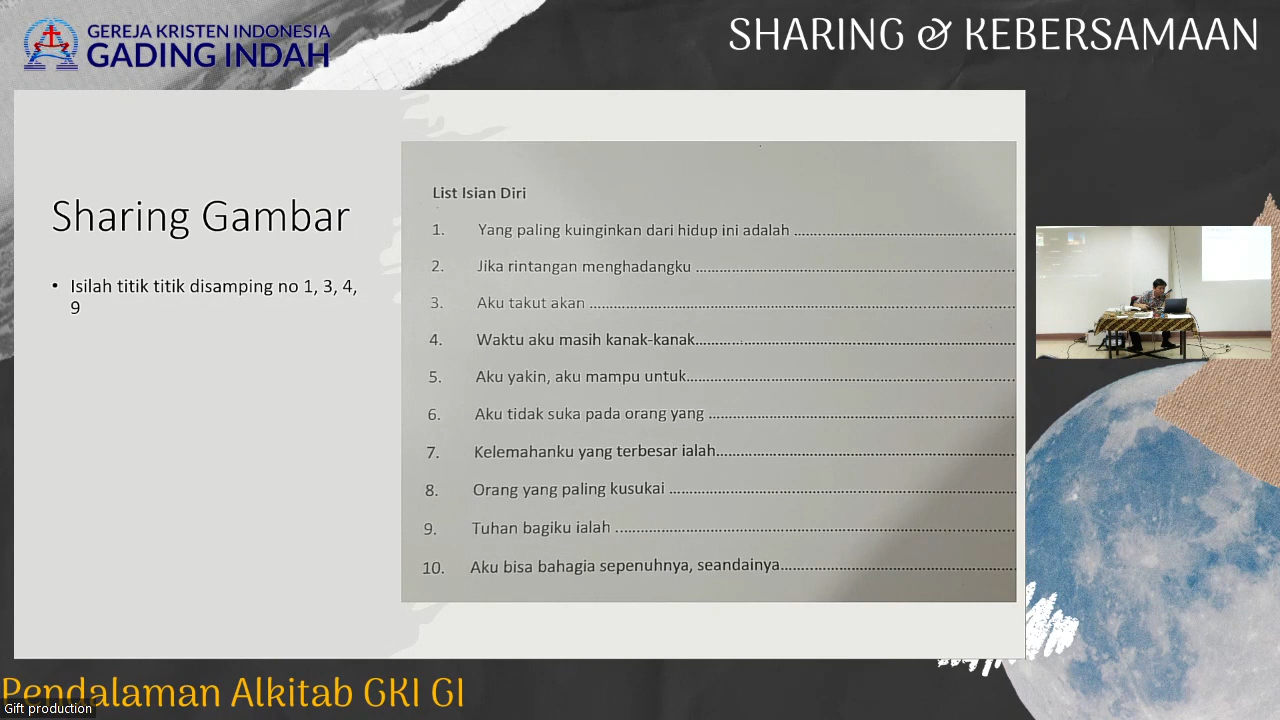 GEREJA KRISTEN INDONESIA
GADING INDAH
SHARING & KEBERSAMAAN
Sharing Gambar
• Isilah titik titik disamping no 1, 3, 4,
9
List Isian Diri
1. Yang paling kuinginkan dari hidup ini adalah ................................................
2. Jika rintangan menghadangku ................................................
3. Aku takut akan ................................................
4. Waktu aku masih kanak-kanak................................................
5. Aku yakin, aku mampu untuk................................................
6. Aku tidak suka pada orang yang ................................................
7. Kelemahanku yang terbesar ialah................................................
8. Orang yang paling kusukai ................................................
9. Tuhan bagiku ialah ................................................
10. Aku bisa bahagia sepenuhnya, seandainya................................................
Pendalaman Alkitab GKI GI
Gift production